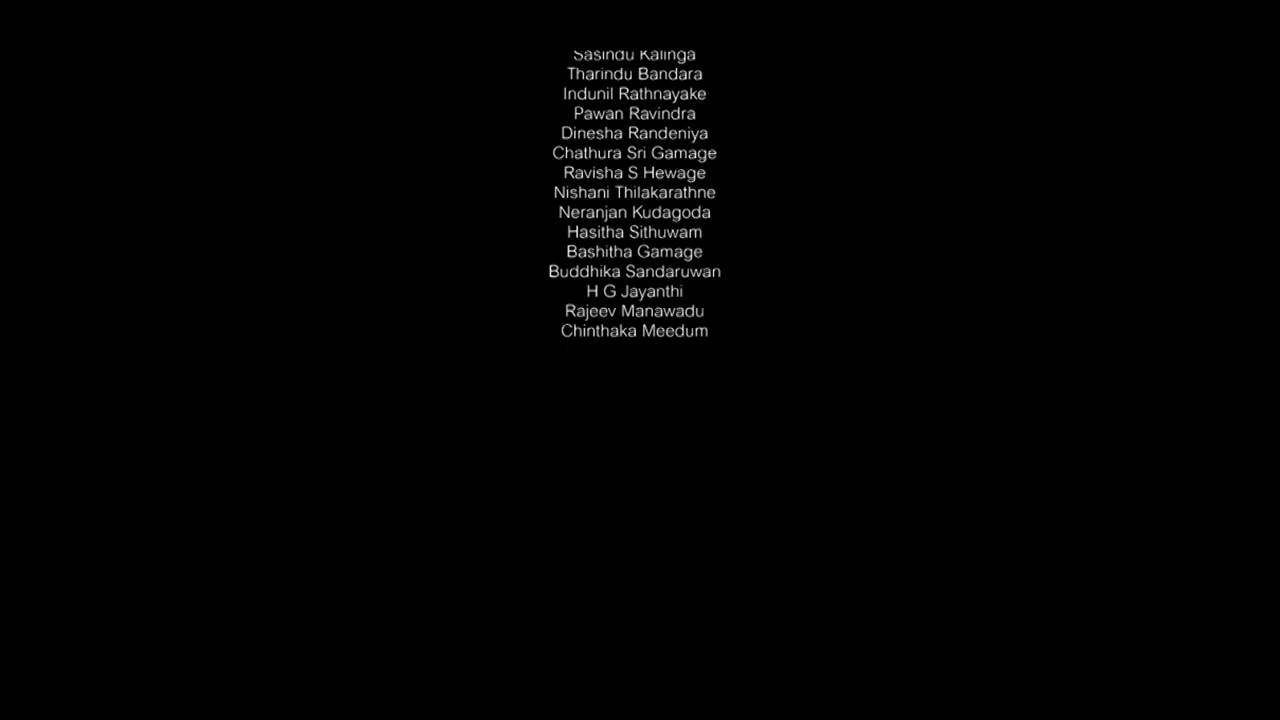 Sasindu Kalinga
Tharindu Bandara
Indunil Rathnayake
Pawan Ravindra
Dinesha Randeniya
Chathura Sri Gamage
Ravisha S Hewage
Nishani Thilakarathne
Neranjan Kudagoda
Hasitha Sithuwam
Bashitha Gamage
Buddhika Sandaruwan
H G Jayanthi
Rajeev Manawadu
Chinthaka Meedum